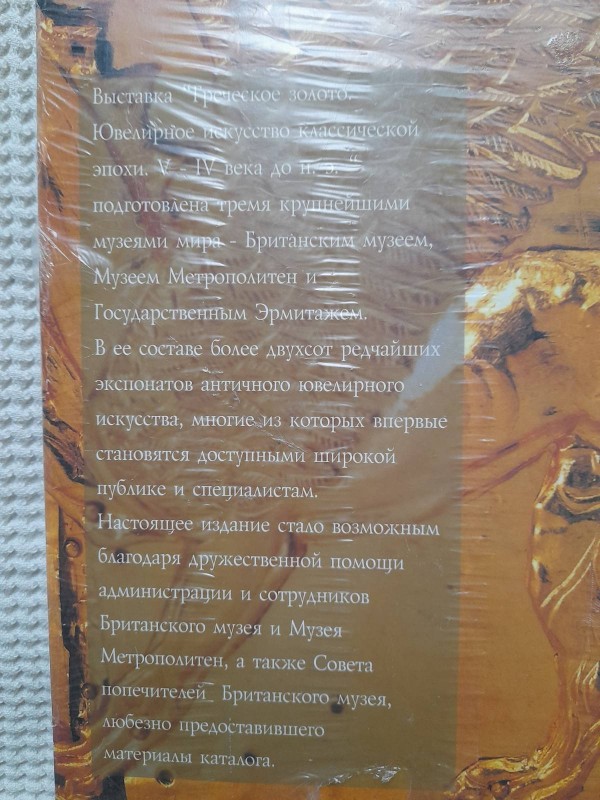 Выставка "Греческое золото.
Ювелирное искусство классической
эпохи. V - IV века до н. э. "
подготовлена тремя крупнейшими
музеями мира - Британским музеем,
Музеем Метрополитен и
Государственным Эрмитажем.
В ее составе более двухсот редчайших
экспонатов античного ювелирного
искусства, многие из которых впервые
становятся доступными широкой
публике и специалистам.
Настоящее издание стало возможным
благодаря дружественной помощи
администрации и сотрудников
Британского музея и Музея
Метрополитен, а также Совета
попечителей Британского музея,
любезно предоставившего
материалы каталога.